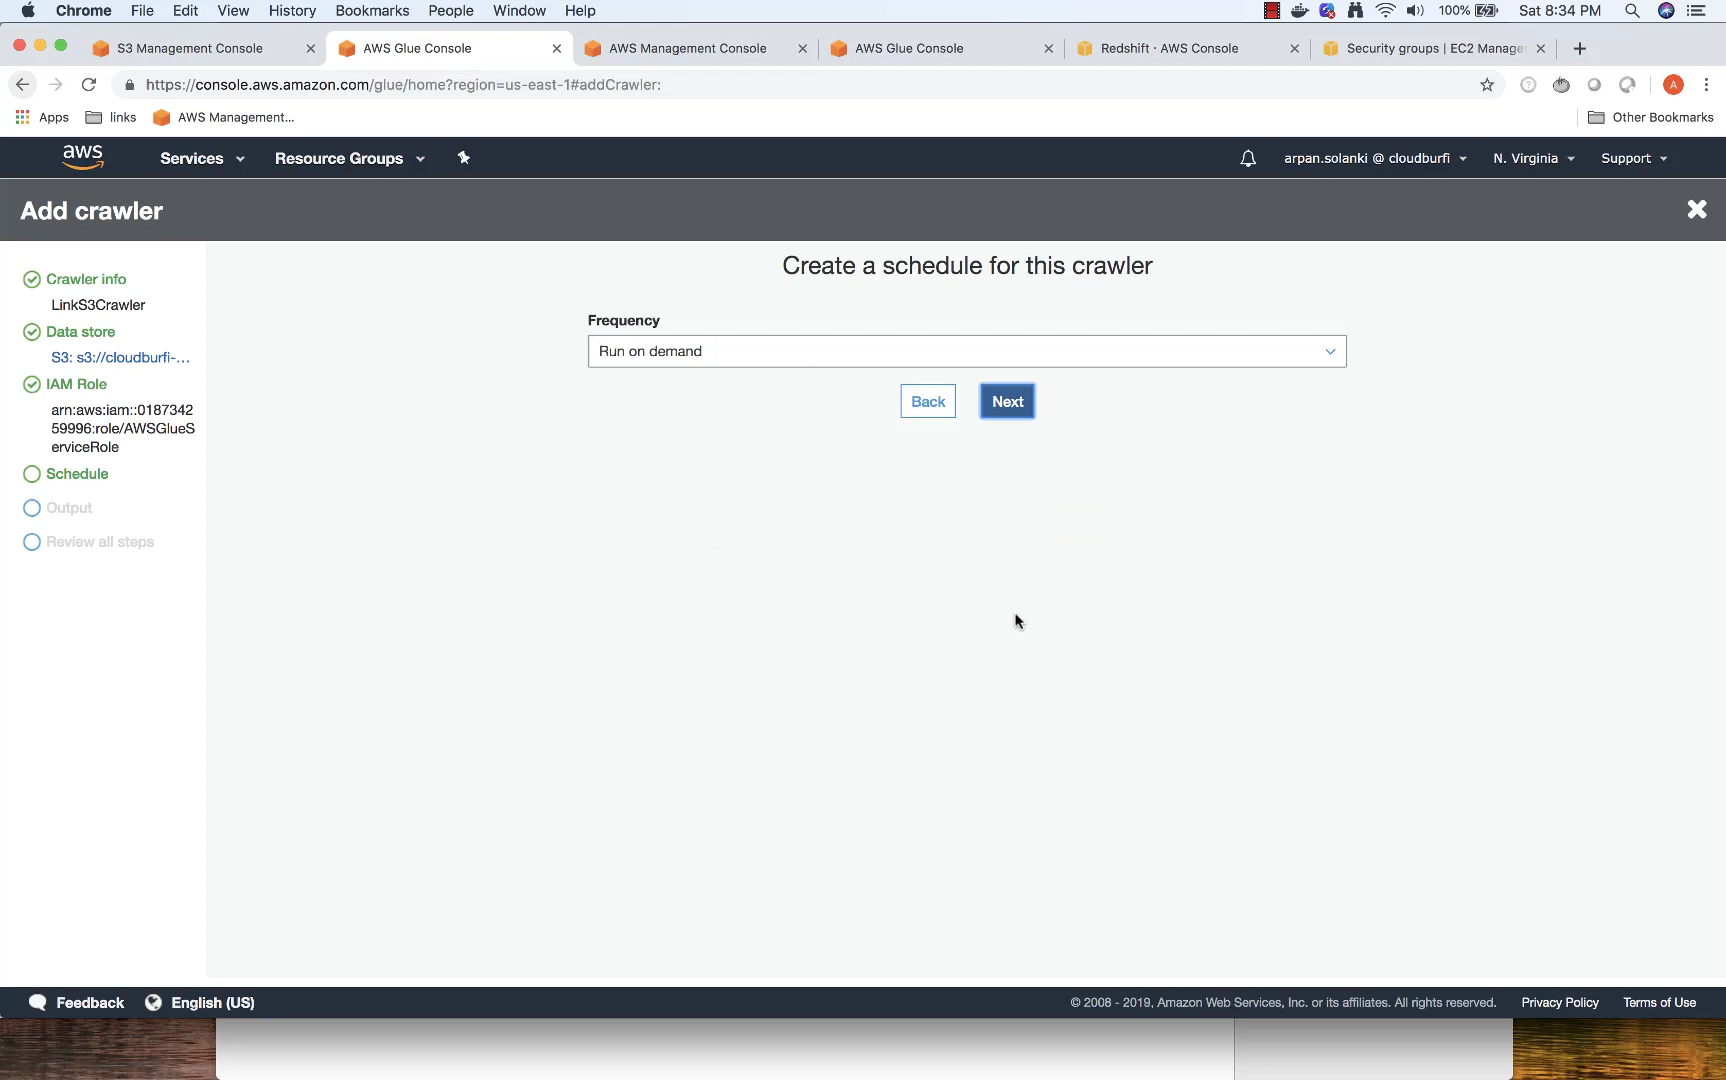 Chrome File Edit View History Bookmarks People Window Help 100% Sat 8:34 PM
S3 Management Console AWS Glue Console AWS Management Console AWS Glue Console Redshift · AWS Console Security groups | EC2 Manage
https://console.aws.amazon.com/glue/home?region=us-east-1#addCrawler:
A
Apps links AWS Management... Other Bookmarks
aws Services Resource Groups arpan.solanki @ cloudburfi N. Virginia Support
Add crawler
Crawler info
LinkS3Crawler
Data store
S3: s3://cloudburfi-...
IAM Role
arn:aws:iam::0187342
59996:role/AWSGlueS
erviceRole
Schedule
Output
Review all steps
Create a schedule for this crawler
Frequency
Run on demand
Back Next
Feedback English (US) © 2008 - 2019, Amazon Web Services, Inc. or its affiliates. All rights reserved. Privacy Policy Terms of Use